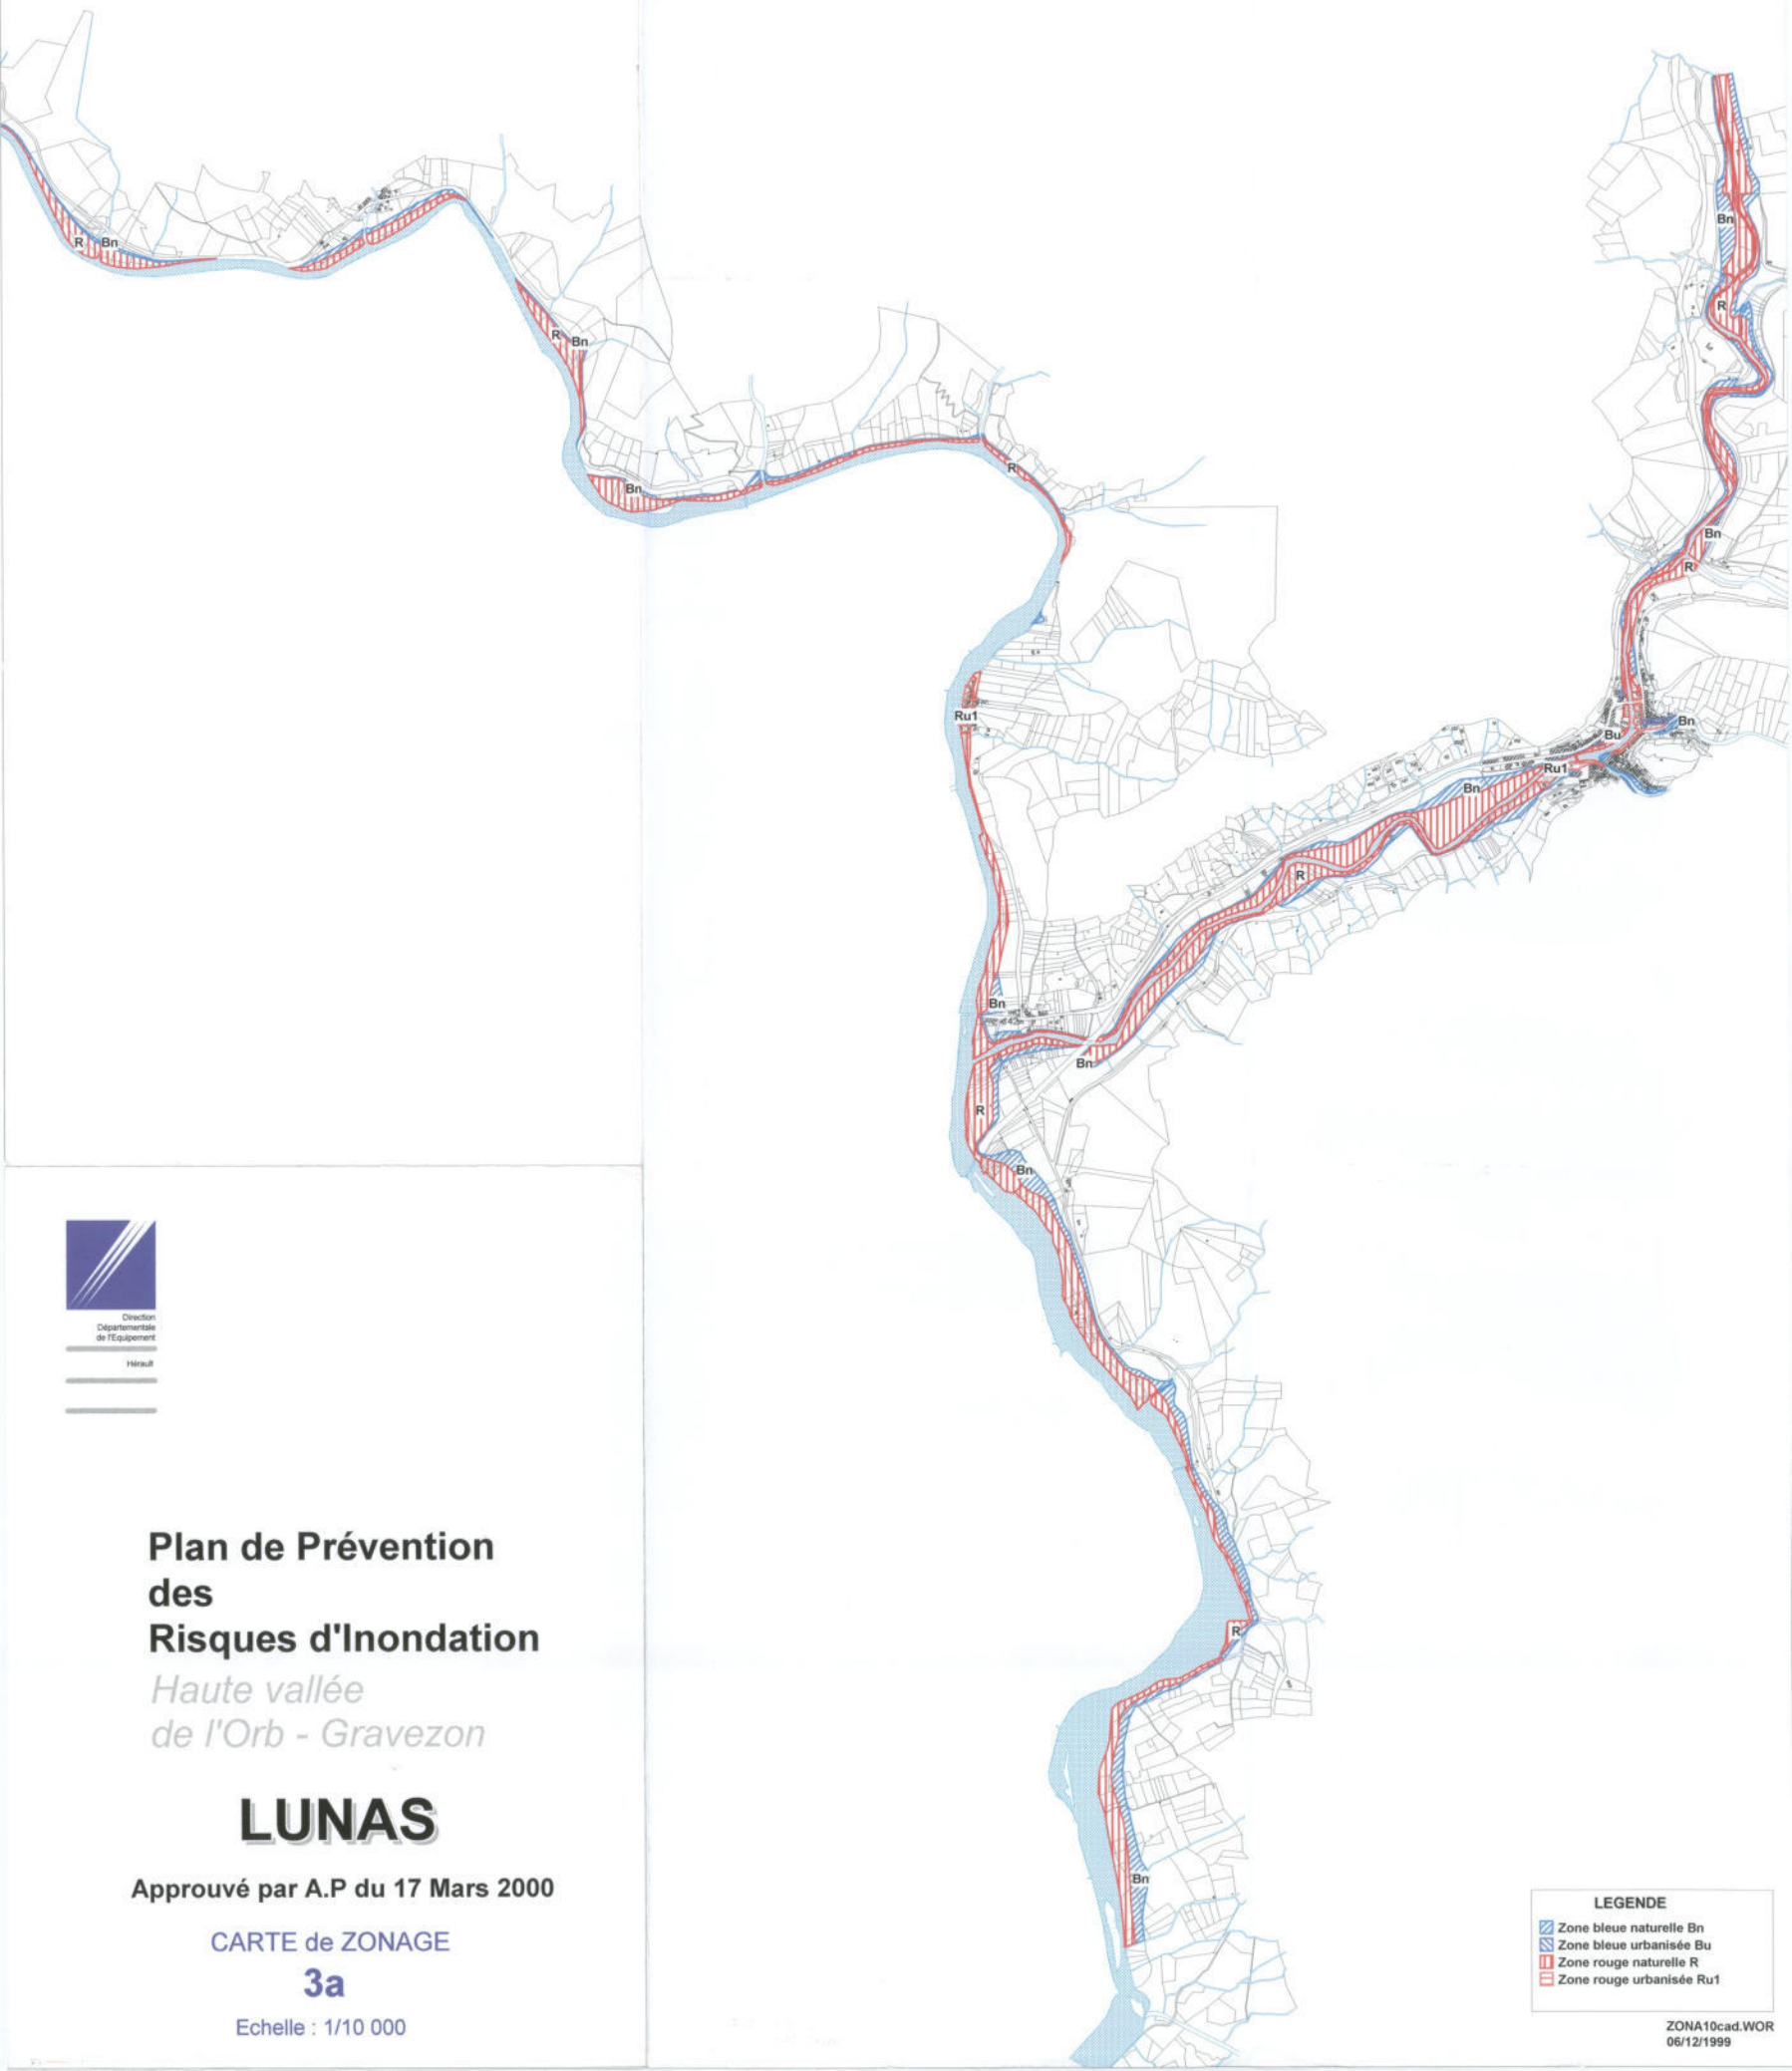 R
Bn
R
Bn
Bn
R
Ru1
Bn
R
Bn
R
Bn
Bu
Ru1
Bn
R
Bn
Bn
R
Bn
R
Bn
Direction
Départementale
de l'Equipement
Hérault
Plan de Prévention
des
Risques d'Inondation
Haute vallée
de l'Orb - Gravezon
LUNAS
Approuvé par A.P du 17 Mars 2000
CARTE de ZONAGE
3a
Echelle : 1/10 000
LEGENDE
Zone bleue naturelle Bn
Zone bleue urbanisée Bu
Zone rouge naturelle R
Zone rouge urbanisée Ru1
ZONA10cad.WOR
06/12/1999